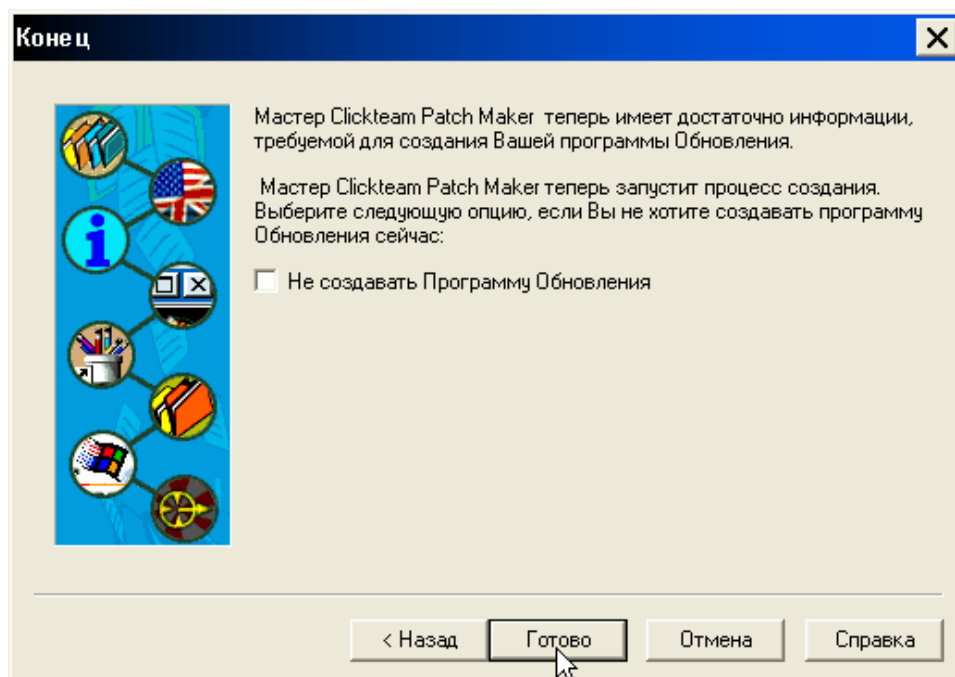 Конец
Мастер Clickteam Patch Maker теперь имеет достаточно информации,
требуемой для создания Вашей программы Обновления.
Мастер Clickteam Patch Maker теперь запустит процесс создания.
Выберите следующую опцию, если Вы не хотите создавать программу
Обновления сейчас:
Не создавать Программу Обновления
< Назад Готово Отмена Справка